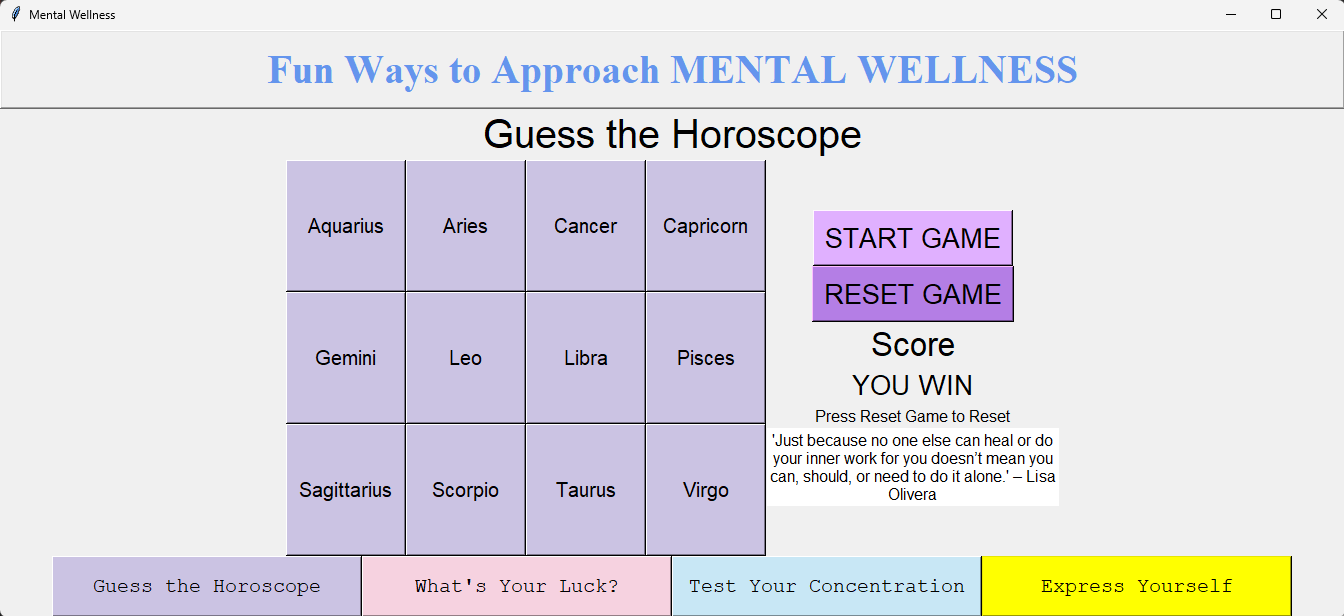 Mental Wellness
Fun Ways to Approach MENTAL WELLNESS
Guess the Horoscope
Aquarius Aries Cancer Capricorn
Gemini Leo Libra Pisces
Sagittarius Scorpio Taurus Virgo
START GAME
RESET GAME
Score
YOU WIN
Press Reset Game to Reset
'Just because no one else can heal or do
your inner work for you doesn’t mean you
can, should, or need to do it alone.' – Lisa
Olivera
Guess the Horoscope What's Your Luck? Test Your Concentration Express Yourself